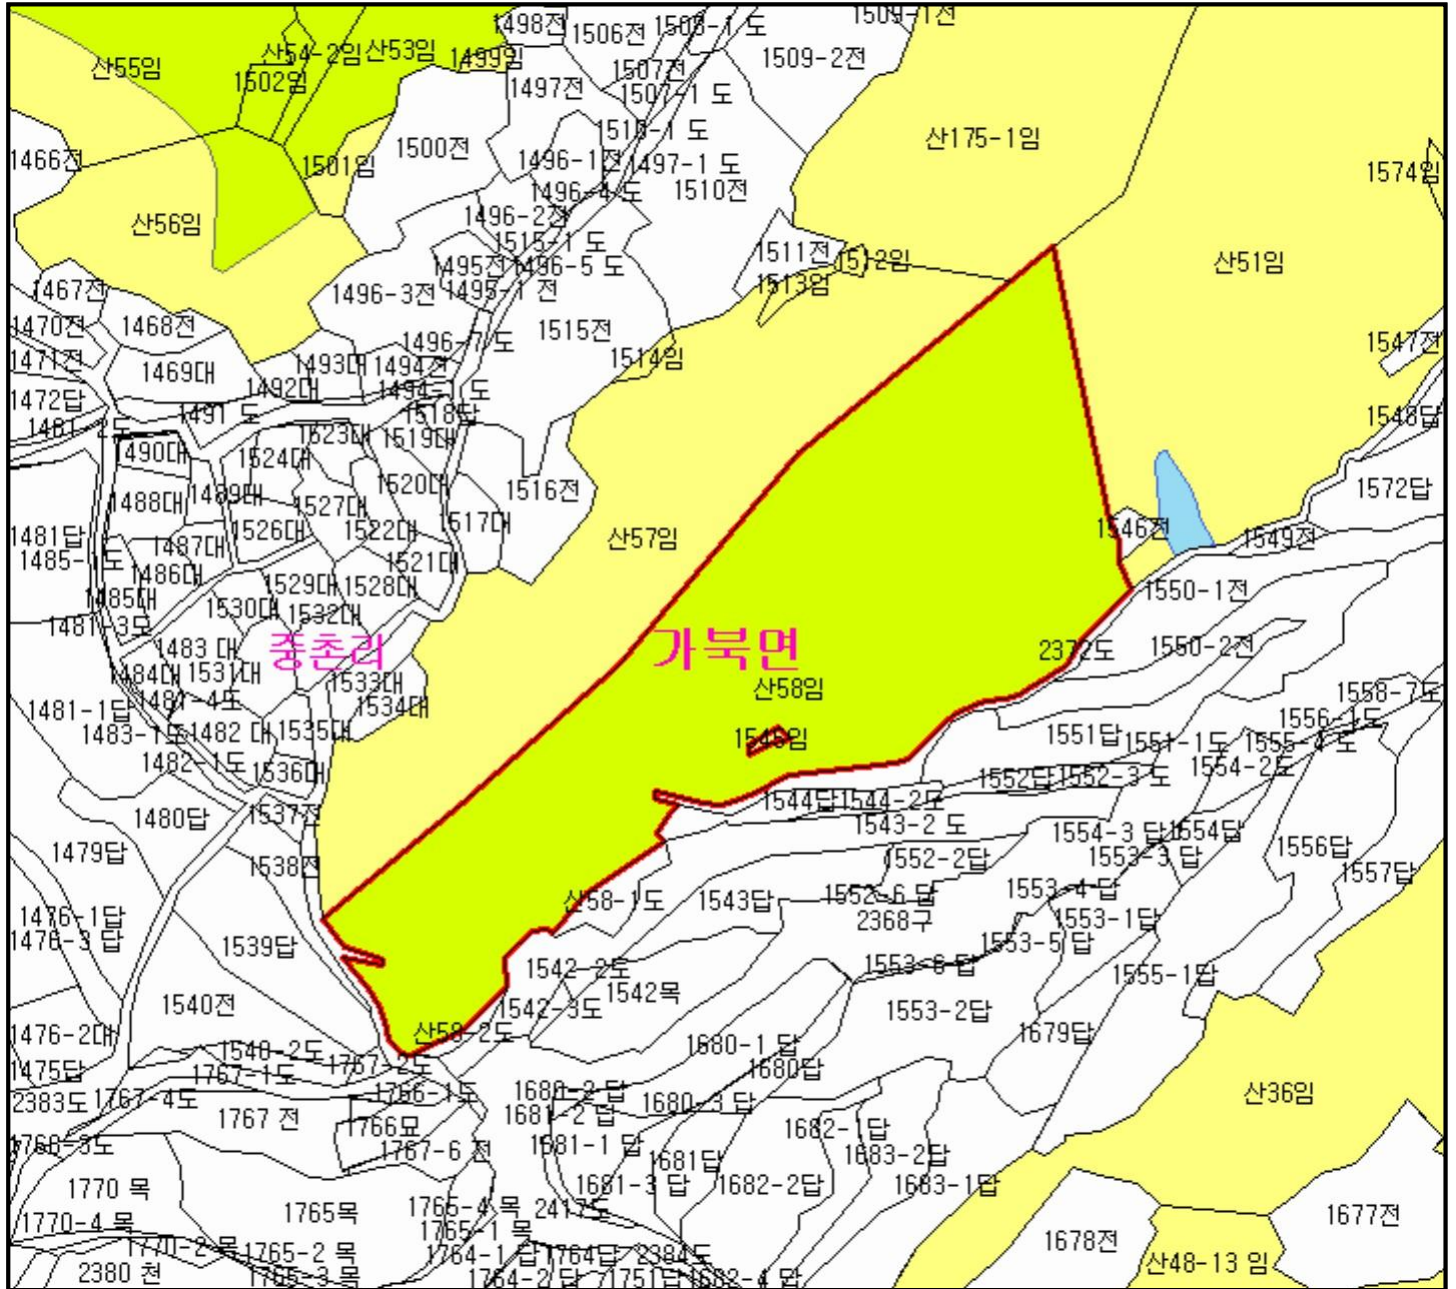 1498전
1506전
1505-1 도
1509-1전
산55임
산54-2임
산53임
1499임
1509-2전
1502임
1497전
1507전
1507-1 도
1466전
1501임
1500전
1510-1 도
1496-1전
1497-1 도
산175-1임
1574임
1496-4 도
1510전
산56임
1496-2전
1515-1 도
1511전
1512임
산51임
1467전
1495전
1496-5 도
1513임
1496-3전
1495-1 전
1470전
1468전
1496-7 도
1515전
1514임
1547전
1471전
1469대
1493대
1494전
1472답
1492대
1494-1 도
1491 도
1518답
1548답
1623대
1519대
1490대
1524대
1520대
1516전
1572답
1488대
1489대
1527대
1481답
1526대
1522대
1517대
산57임
1546전
1549전
1487대
1521대
1486대
1529대
1528대
1550-1전
1485대
1530대
1532대
1481-3도
1483 대
중촌리
가북면
2372도
1550-2전
1484대
1531대
1533대
산58임
1481-4도
1534대
1558-7도
1481-1답
1483-1도
1482 대
1535대
1545임
1551답
1551-1도
1556-1도
1555-4 도
1482-1도
1536대
1552답
1552-3 도
1554-2도
1480답
1537전
1544답
1544-2도
1543-2 도
1554-3 답
1554답
1479답
1538전
1552-2답
1553-3 답
1556답
1557답
1476-1답
산58-1도
1543답
1552-6 답
1553-4 답
1476-3 답
1539답
2368구
1553-1답
1553-5 답
1542-2도
1553-6 답
1555-1답
1540전
1542목
1542-3도
1553-2답
1476-2대
산58-2도
1679답
1475답
1540-2도
1767-2도
1680-1 답
1680답
1767-1도
2383도
1767-4도
1766-1도
1680-2 답
1680-3 답
산36임
1767 전
1766묘
1681-2 답
1682-1답
1768-3도
1767-6 전
1681-1 답
1681답
1683-2답
1770 목
1681-3 답
1682-2답
1683-1답
1765목
1765-4 목
2417도
1677전
1770-4 목
1765-1 목
1770-2 목
1765-2 목
1764-1 답
1764답
2384도
1678전
2380 천
1765-3 목
1764-2 답
1751답
1682-4 답
산48-13 임